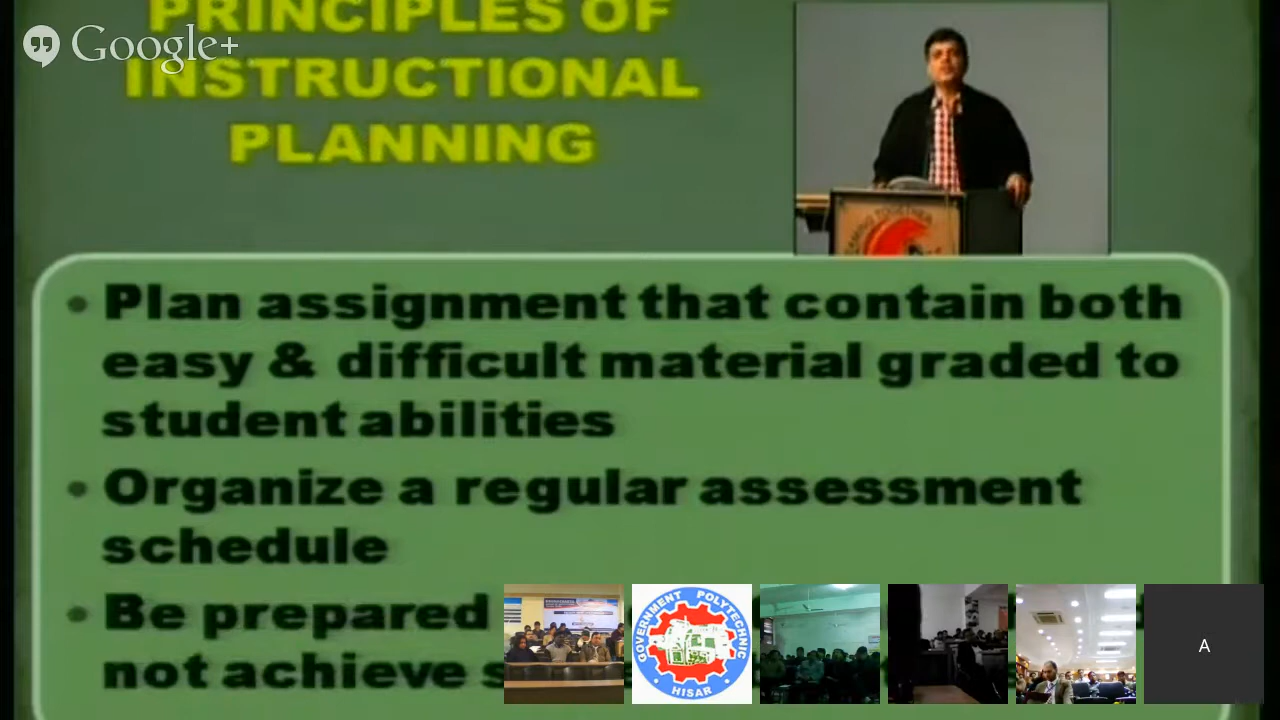 Google+
PRINCIPLES OF
INSTRUCTIONAL
PLANNING
• Plan assignment that contain both
easy & difficult material graded to
student abilities
• Organize a regular assessment
schedule
• Be prepared
not achieve
GOVERNMENT POLYTECHNIC
• HISAR •
A